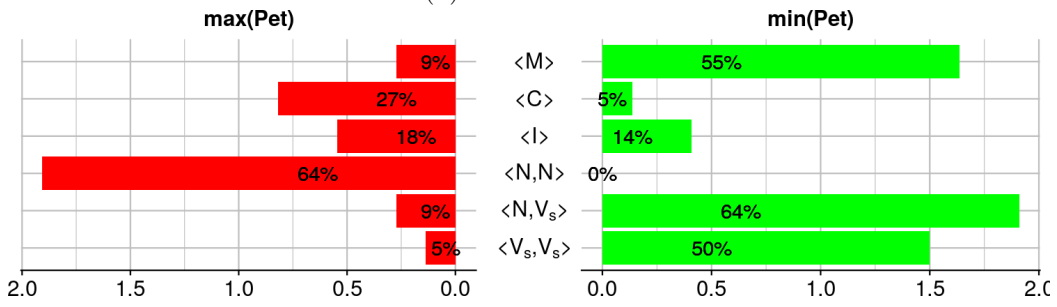 max(Pet) min(Pet)
9% <M> 55%
27% <C> 5%
18% <I> 14%
64% <N,N> 0%
9% <N,Vₛ> 64%
5% <Vₛ,Vₛ> 50%
2.0 1.5 1.0 0.5 0.0 0.0 0.5 1.0 1.5 2.0